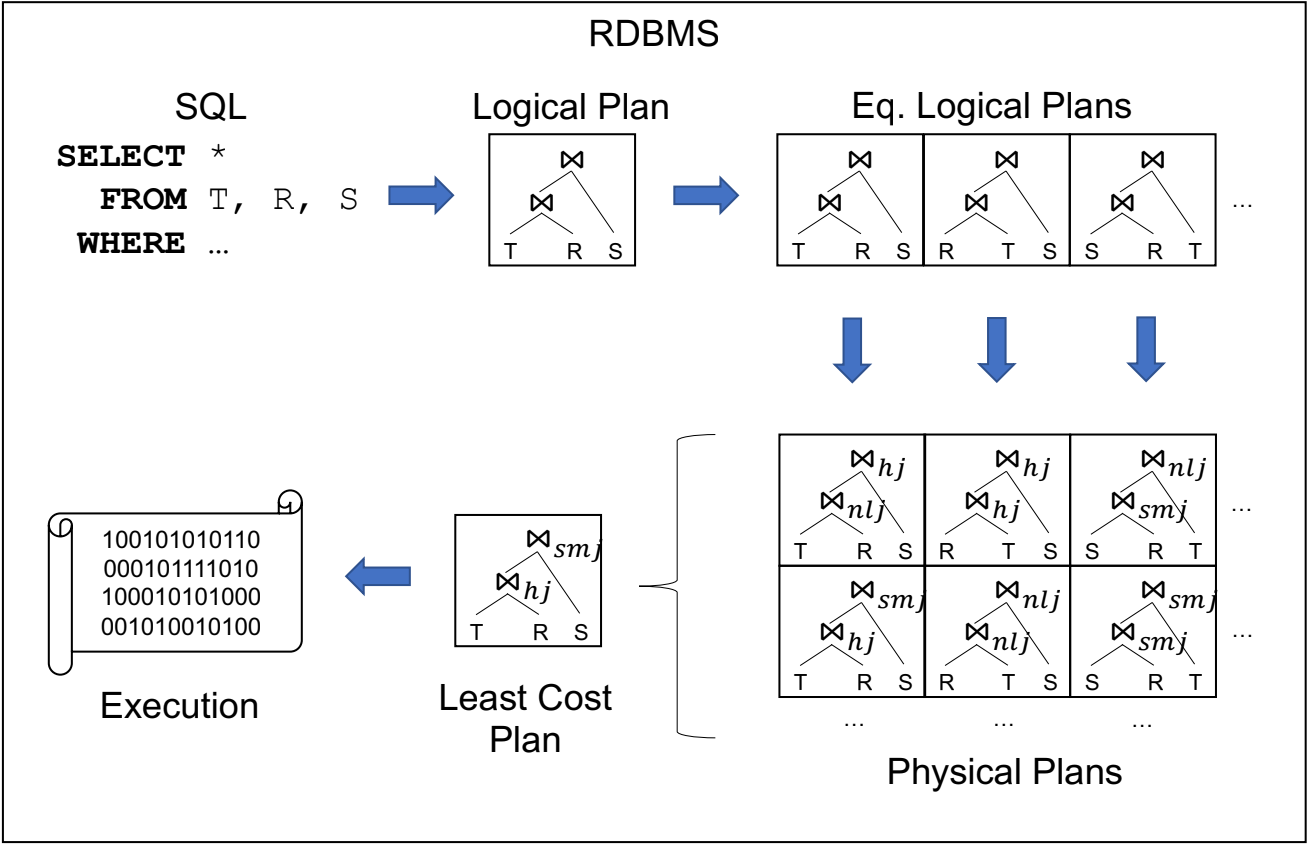 RDBMS
SQL
SELECT *
FROM T, R, S
WHERE …
Logical Plan
⋈
⋈
T R S
Eq. Logical Plans
⋈ ⋈ ⋈
⋈ ⋈ ⋈ …
T R S R T S S R T
⋈hj ⋈hj ⋈nlj
⋈nlj ⋈hj ⋈smj …
T R S R T S S R T
⋈smj ⋈nlj ⋈smj
⋈hj ⋈nlj ⋈smj …
T R S R T S S R T
… … …
Physical Plans
⋈smj
⋈hj
T R S
Least Cost
Plan
100101010110
000101111010
100010101000
001010010100
Execution